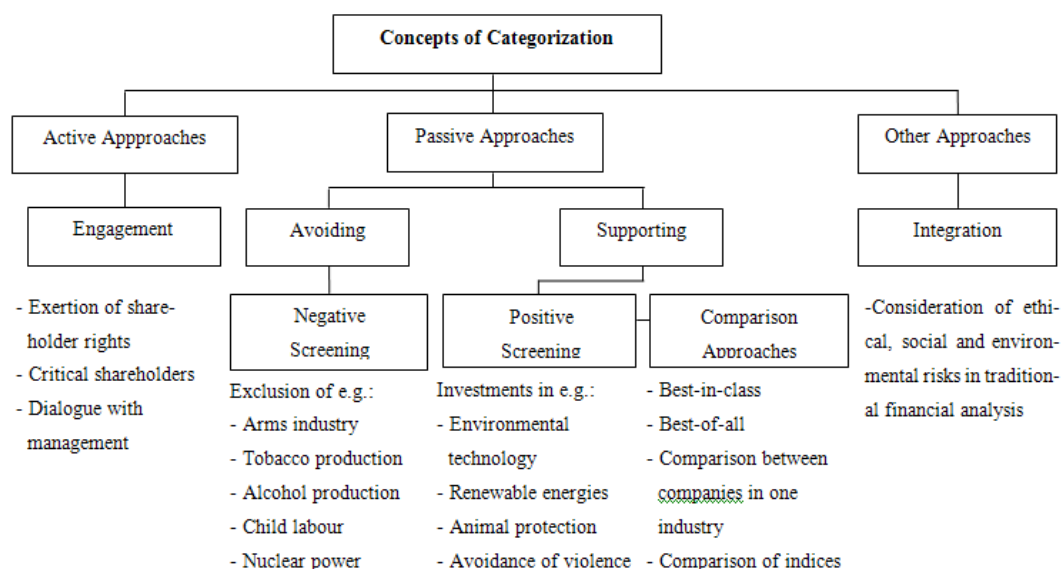 Concepts of Categorization
Active Appproaches
Passive Approaches
Other Approaches
Engagement
Avoiding
Supporting
Integration
- Exertion of share-
holder rights
- Critical shareholders
- Dialogue with
management
Negative
Screening
Exclusion of e.g.:
- Arms industry
- Tobacco production
- Alcohol production
- Child labour
- Nuclear power
Positive
Screening
Investments in e.g.:
- Environmental
technology
- Renewable energies
- Animal protection
- Avoidance of violence
Comparison
Approaches
- Best-in-class
- Best-of-all
- Comparison between
companies in one
industry
- Comparison of indices
-Consideration of ethi-
cal, social and environ-
mental risks in tradition-
al financial analysis